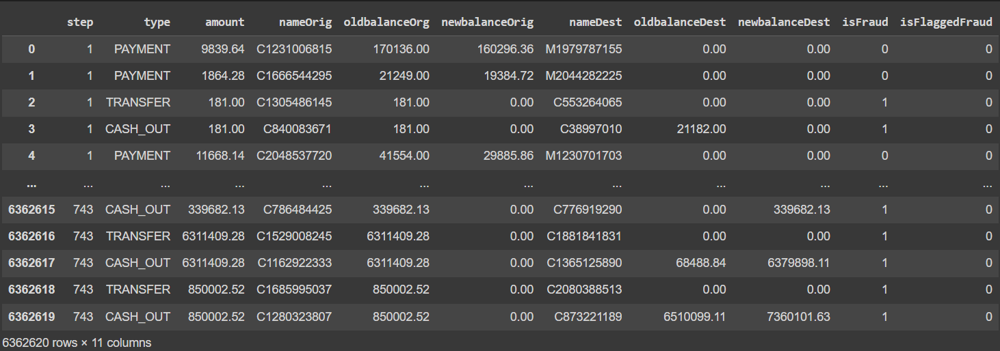 step type amount nameOrig oldbalanceOrg newbalanceOrig nameDest oldbalanceDest newbalanceDest isFraud isFlaggedFraud
0 1 PAYMENT 9839.64 C1231006815 170136.00 160296.36 M1979787155 0.00 0.00 0 0
1 1 PAYMENT 1864.28 C1666544295 21249.00 19384.72 M2044282225 0.00 0.00 0 0
2 1 TRANSFER 181.00 C1305486145 181.00 0.00 C553264065 0.00 0.00 1 0
3 1 CASH_OUT 181.00 C840083671 181.00 0.00 C38997010 21182.00 0.00 1 0
4 1 PAYMENT 11668.14 C2048537720 41554.00 29885.86 M1230701703 0.00 0.00 0 0
... ... ... ... ... ... ... ... ... ... ... ...
6362615 743 CASH_OUT 339682.13 C786484425 339682.13 0.00 C776919290 0.00 339682.13 1 0
6362616 743 TRANSFER 6311409.28 C1529008245 6311409.28 0.00 C1881841831 0.00 0.00 1 0
6362617 743 CASH_OUT 6311409.28 C1162922333 6311409.28 0.00 C1365125890 68488.84 6379898.11 1 0
6362618 743 TRANSFER 850002.52 C1685995037 850002.52 0.00 C2080388513 0.00 0.00 1 0
6362619 743 CASH_OUT 850002.52 C1280323807 850002.52 0.00 C873221189 6510099.11 7360101.63 1 0
6362620 rows × 11 columns